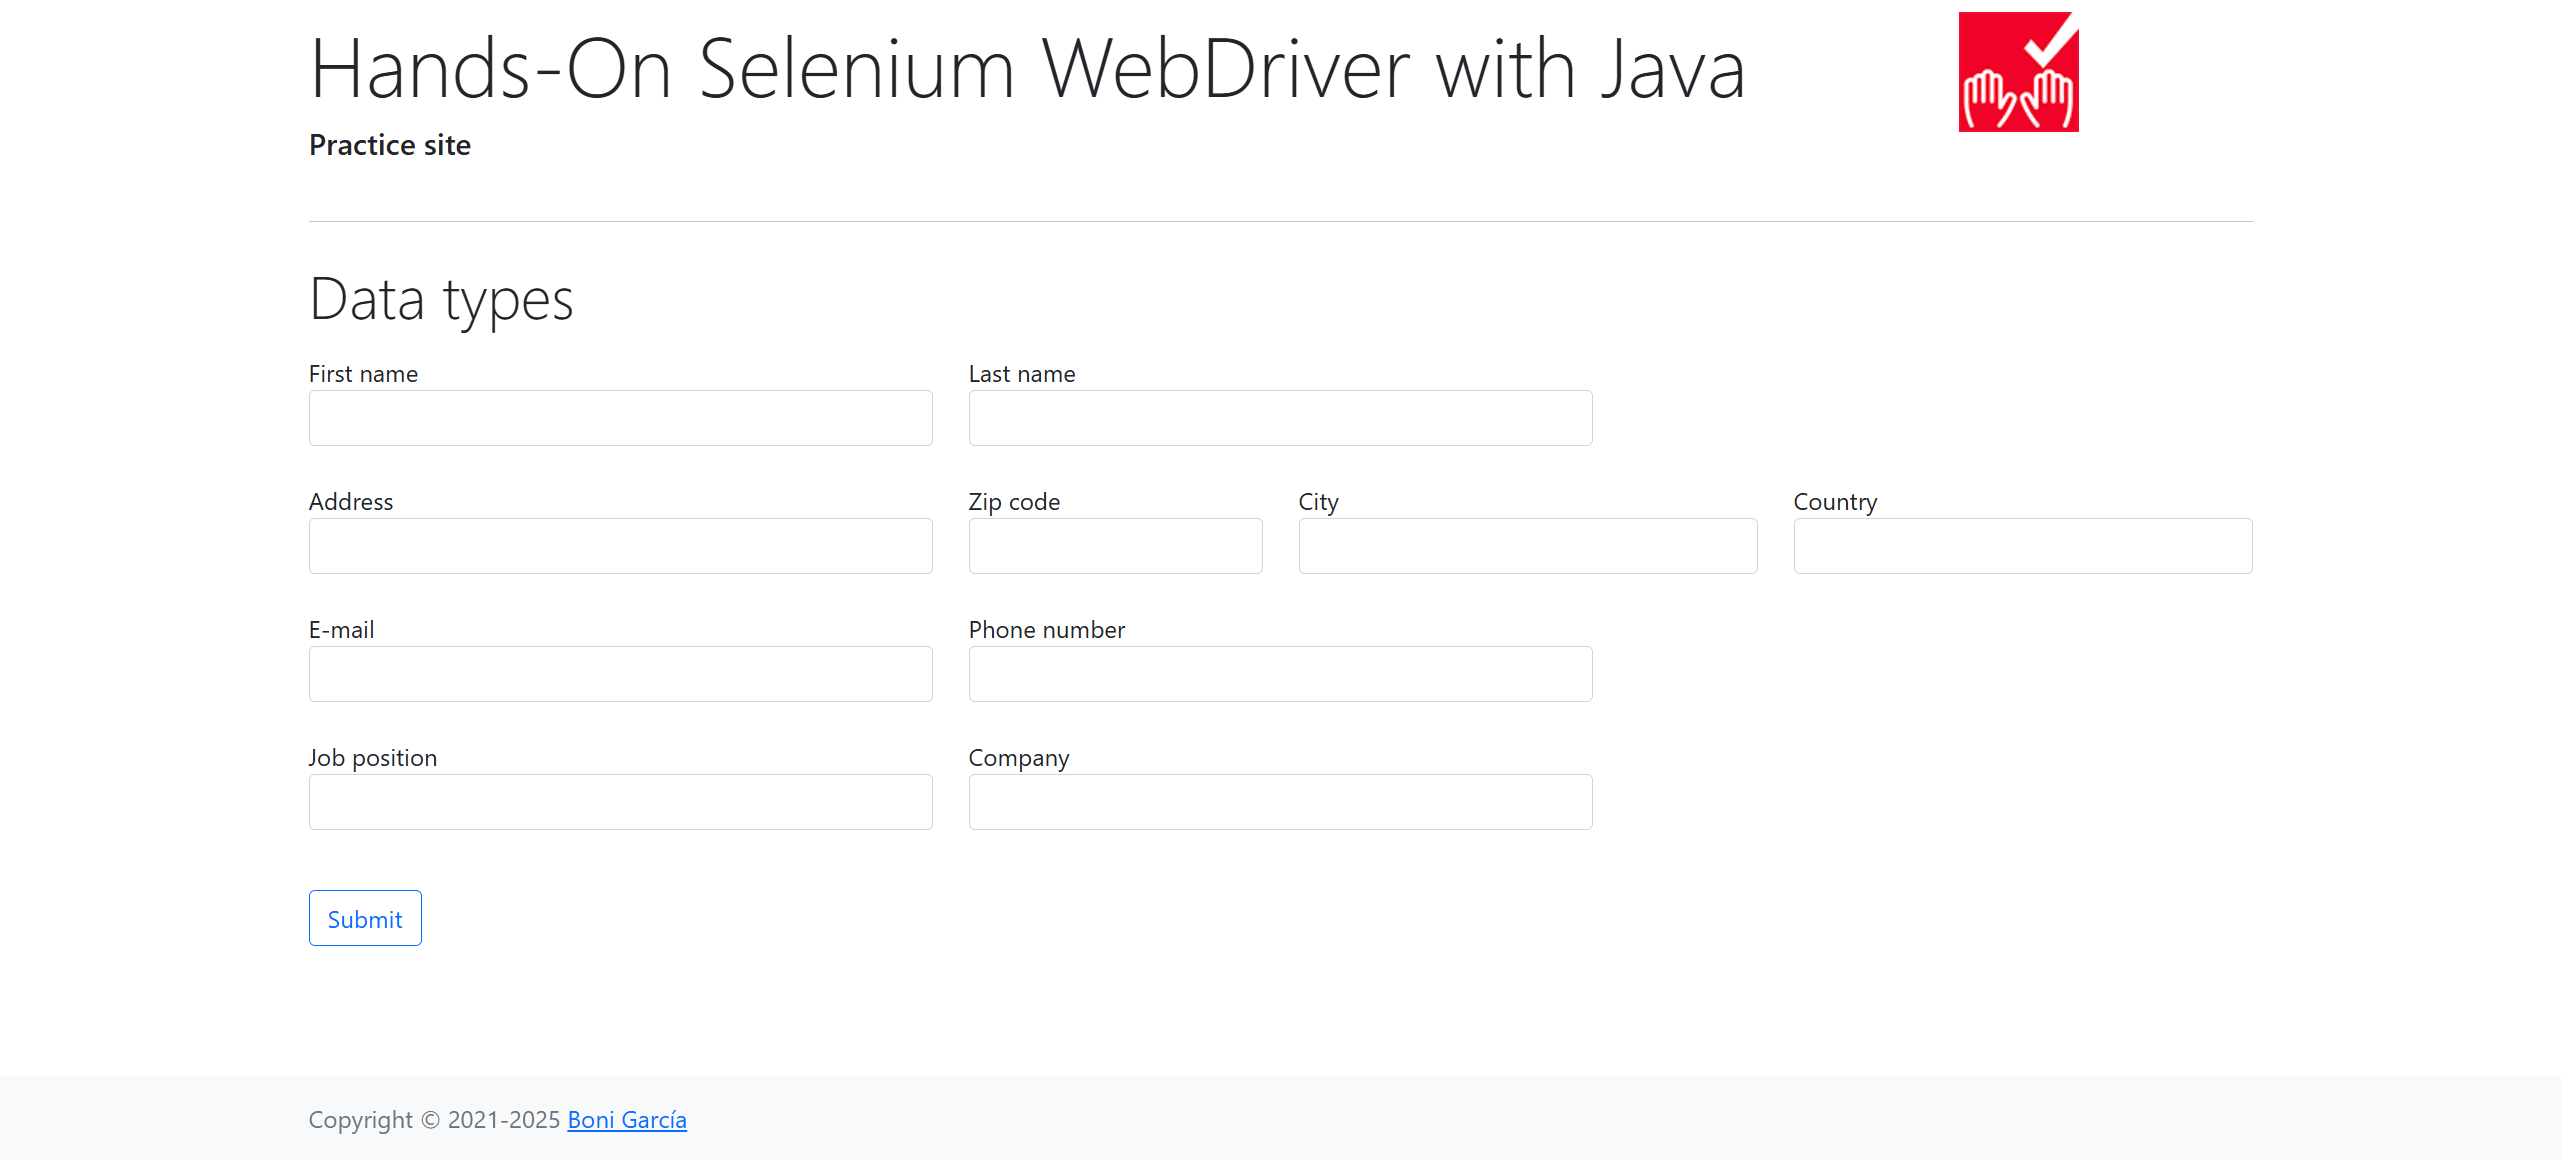 Hands-On Selenium WebDriver with Java
Practice site
Data types
First name
Last name
Address
Zip code
City
Country
E-mail
Phone number
Job position
Company
Submit
Copyright © 2021-2025 Boni García